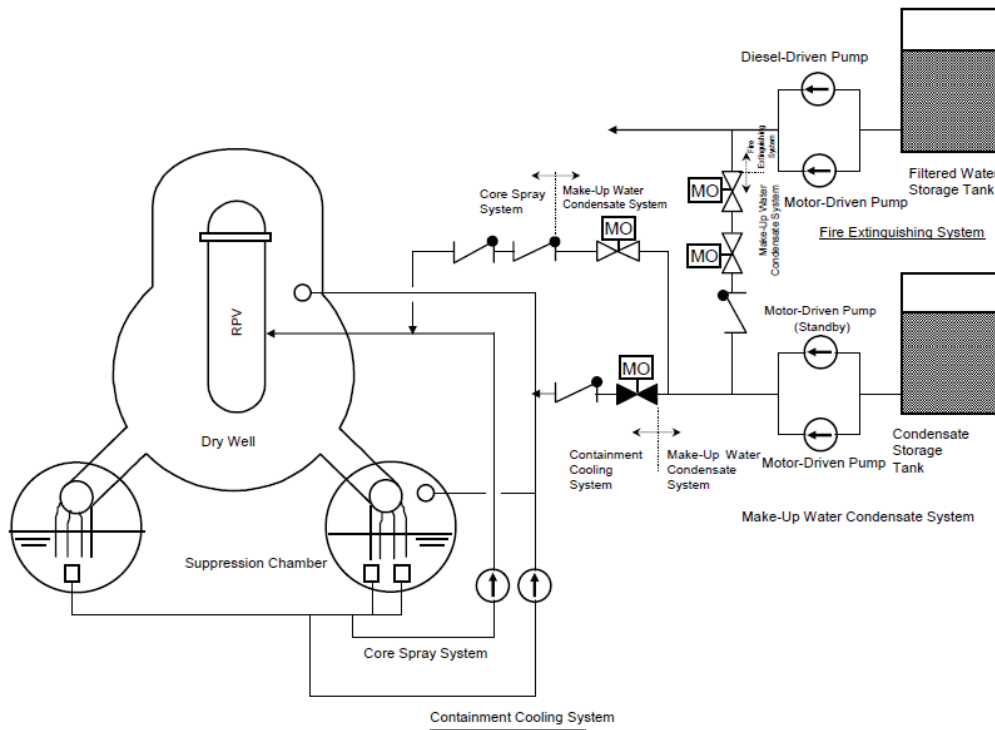 Diesel-Driven Pump
Fire
Extinguishing
System
Filtered Water
Storage Tank
Motor-Driven Pump
Fire Extinguishing System
Core Spray
System
Make-Up Water
Condensate System
MO
MO
Make-Up Water
Condensate System
MO
RPV
Motor-Driven Pump
(Standby)
MO
Dry Well
Containment
Cooling
System
Make-Up Water
Condensate
System
Motor-Driven Pump
Condensate
Storage
Tank
Make-Up Water Condensate System
Suppression Chamber
Core Spray System
Containment Cooling System